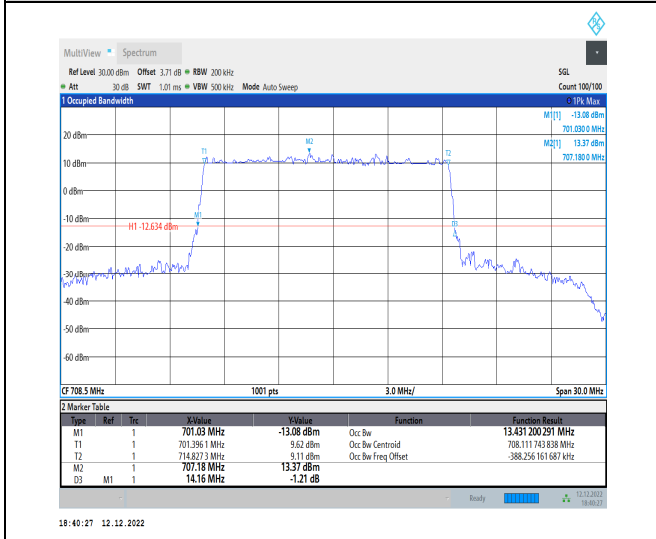 MultiView Spectrum
Ref Level 30.00 dBm Offset 3.71 dB RBW 200 kHz SGL
Att 30 dB SWT 1.01 ms VBW 500 kHz Mode Auto Sweep Count 100/100
1 Occupied Bandwidth 1Pk Max
M1[1] -13.08 dBm
701.0300 MHz
M2[1] 13.37 dBm
707.1800 MHz
20 dBm
M2
T1
T2
10 dBm
0 dBm
-10 dBm
M1
H1 -12.634 dBm
-30 dBm
-40 dBm
-50 dBm
-60 dBm
CF 708.5 MHz 1001 pts 3.0 MHz/ Span 30.0 MHz
2 Marker Table
Type Ref Trc X-Value Y-Value Function Function Result
M1 1 701.03 MHz -13.08 dBm Occ Bw 13.431 200 291 MHz
T1 1 701.396 1 MHz 9.62 dBm Occ Bw Centroid 708.111 743 838 MHz
T2 1 714.827 3 MHz 9.11 dBm Occ Bw Freq Offset -388.256 161 687 kHz
M2 1 707.18 MHz 13.37 dBm
D3 M1 1 14.16 MHz -1.21 dB
Ready 12.12.2022
18:40:27
18:40:27 12.12.2022